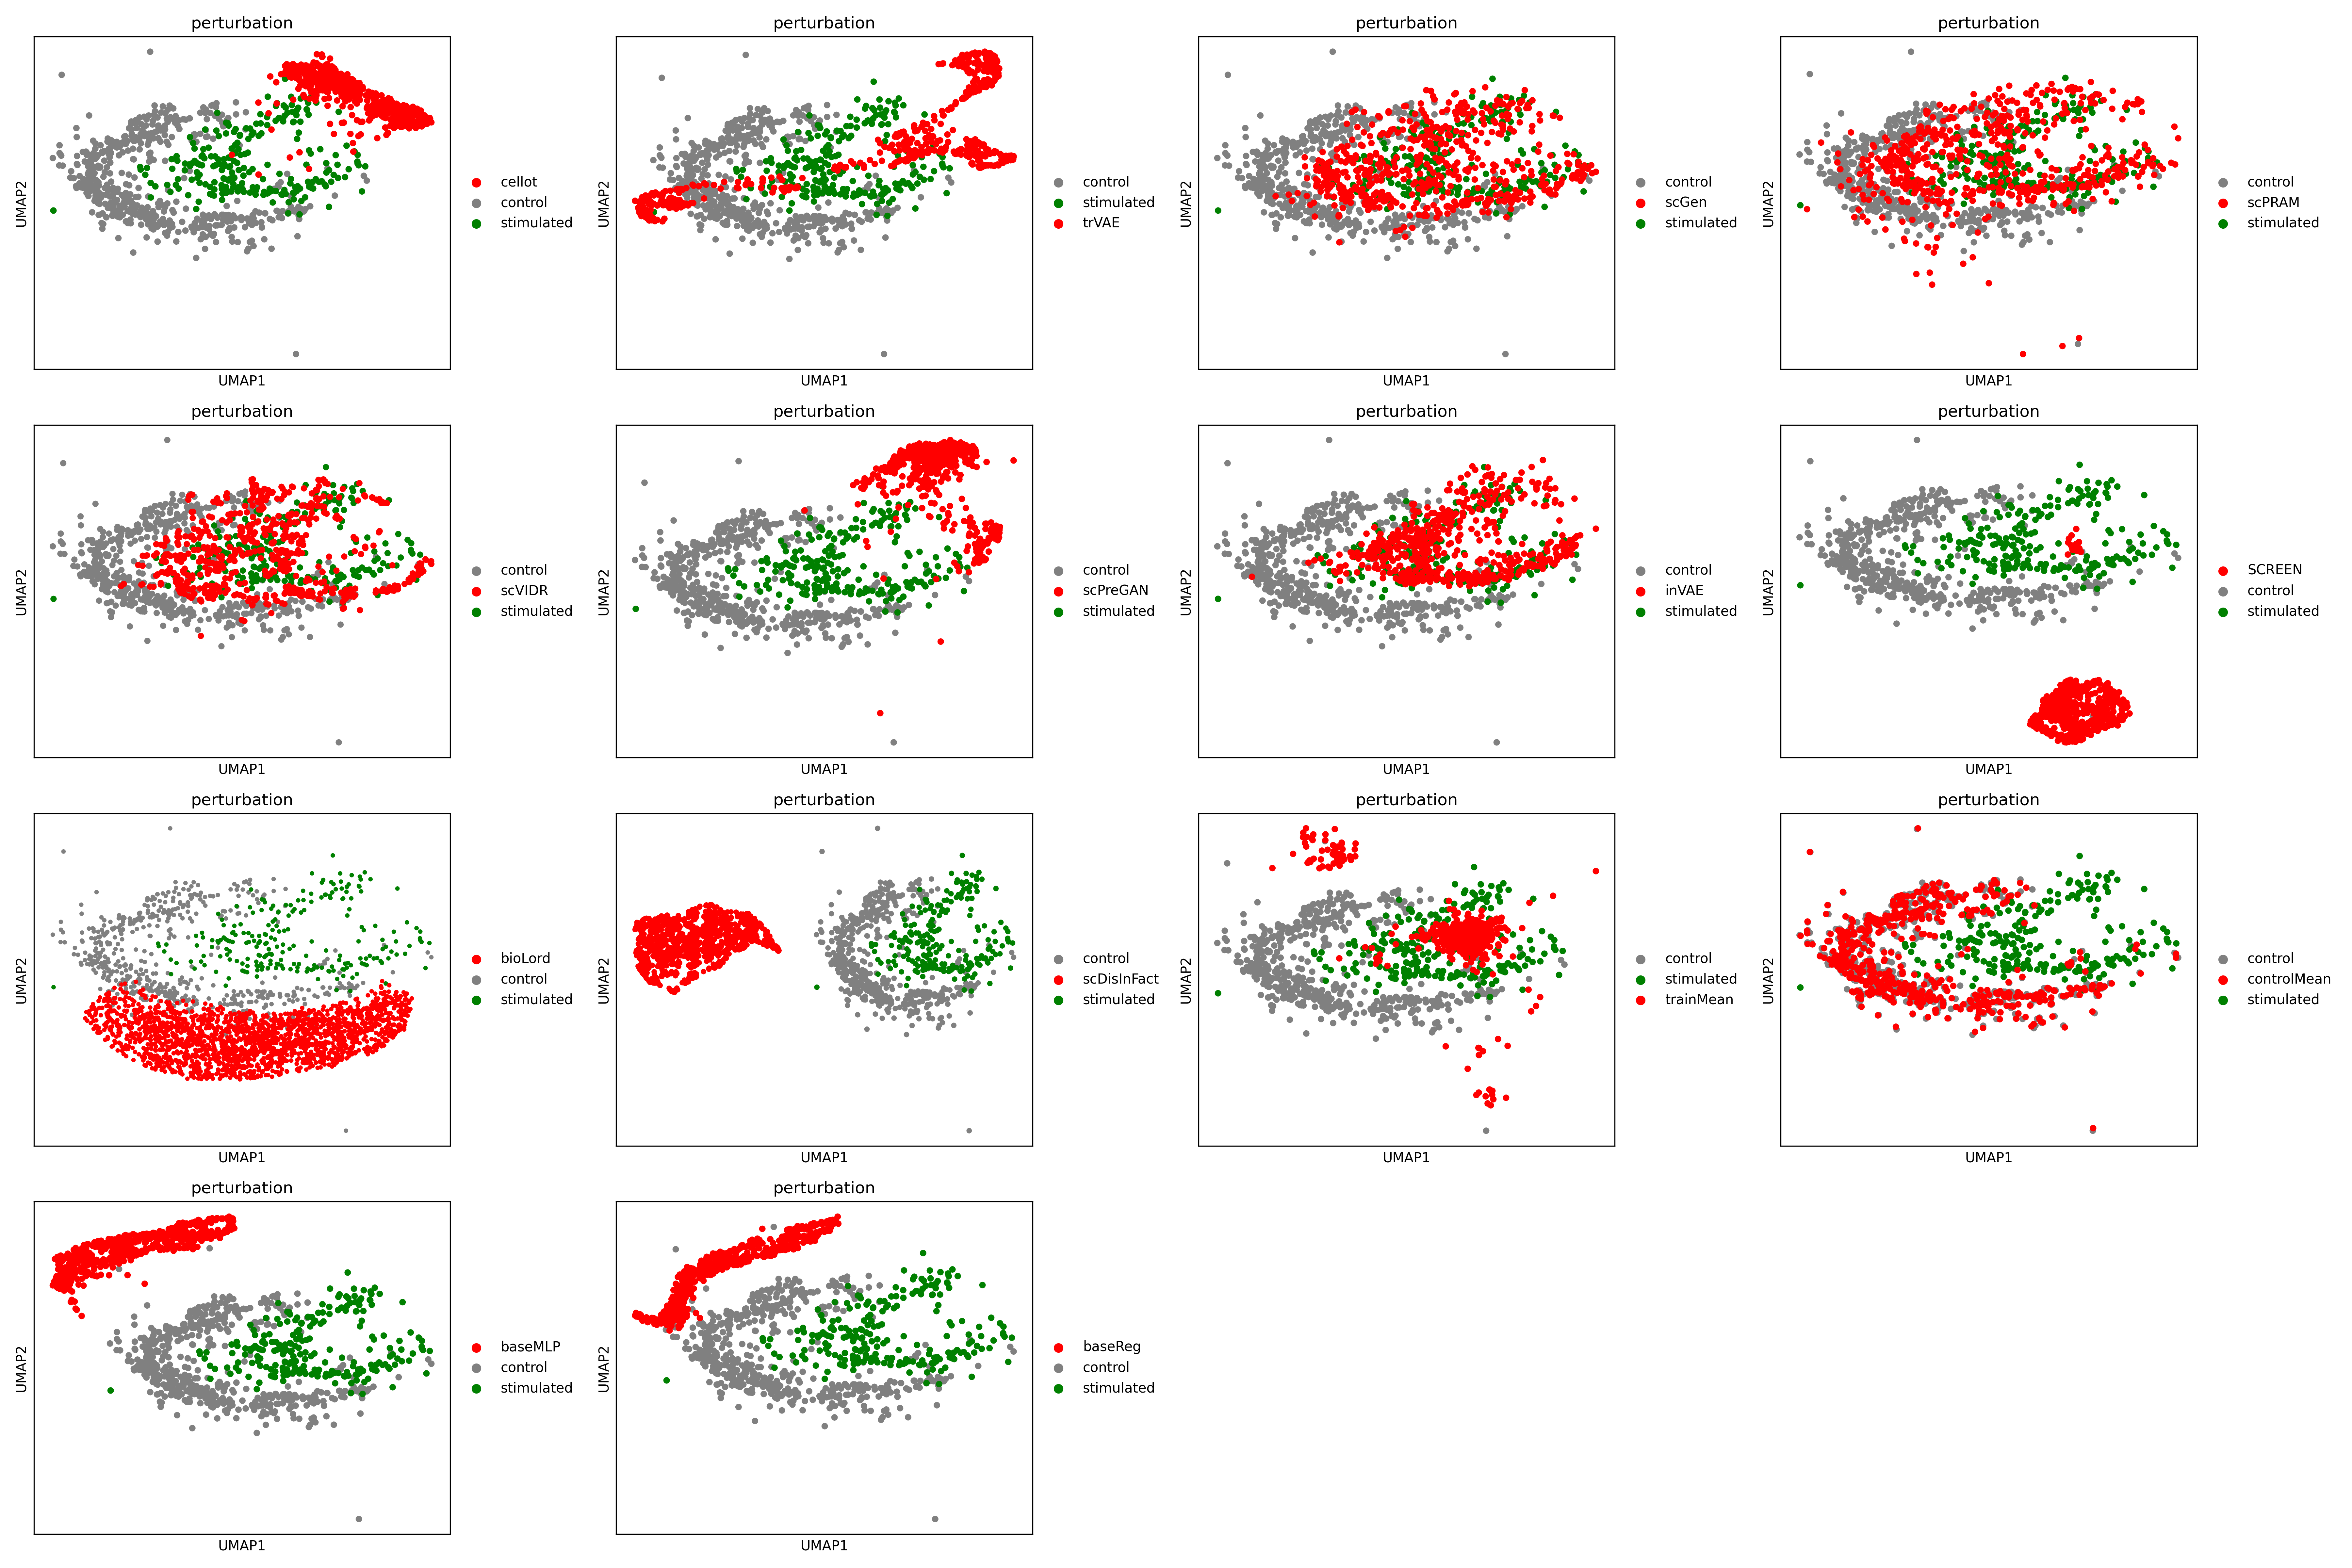 perturbation
UMAP2
UMAP1
cellot
control
stimulated
perturbation
UMAP2
UMAP1
control
stimulated
trVAE
perturbation
UMAP2
UMAP1
control
scGen
stimulated
perturbation
UMAP2
UMAP1
control
scPRAM
stimulated
perturbation
UMAP2
UMAP1
control
scVIDR
stimulated
perturbation
UMAP2
UMAP1
control
scPreGAN
stimulated
perturbation
UMAP2
UMAP1
control
inVAE
stimulated
perturbation
UMAP2
UMAP1
SCREEN
control
stimulated
perturbation
UMAP2
UMAP1
bioLord
control
stimulated
perturbation
UMAP2
UMAP1
control
scDisInFact
stimulated
perturbation
UMAP2
UMAP1
control
stimulated
trainMean
perturbation
UMAP2
UMAP1
control
controlMean
stimulated
perturbation
UMAP2
UMAP1
baseMLP
control
stimulated
perturbation
UMAP2
UMAP1
baseReg
control
stimulated